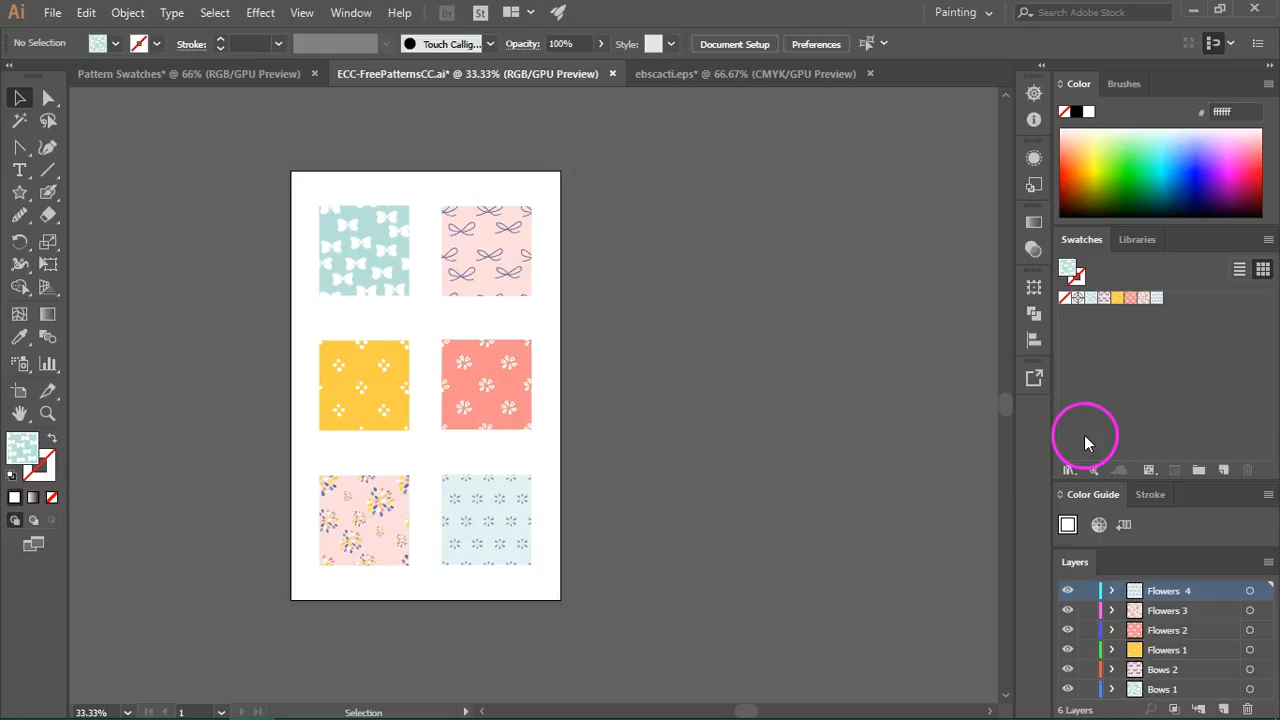 Ai File Edit Object Type Select Effect View Window Help Br St Painting Search Adobe Stock
No Selection Stroke: Touch Callig... Opacity: 100% Style: Document Setup Preferences
Pattern Swatches* @ 66% (RGB/GPU Preview) ECC-FreePatternsCC.ai* @ 33.33% (RGB/GPU Preview) ebscacti.eps* @ 66.67% (CMYK/GPU Preview)
Color Brushes
# ffffff
Swatches Libraries
Color Guide Stroke
Layers
Flowers 4
Flowers 3
Flowers 2
Flowers 1
Bows 2
Bows 1
33.33% 1 Selection 6 Layers